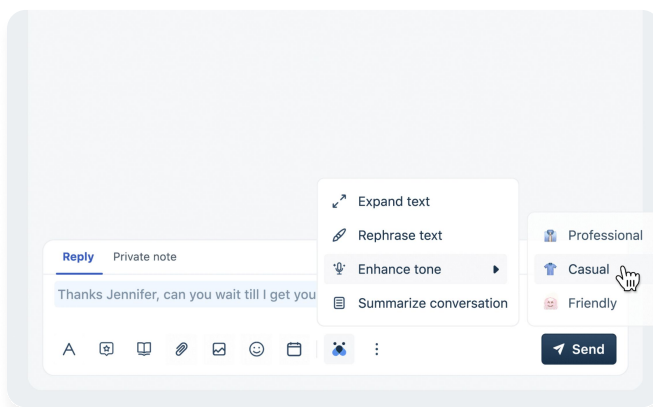 Expand text
Rephrase text
Enhance tone
Summarize conversation
Professional
Casual
Friendly
Reply
Private note
Thanks Jennifer, can you wait till I get you
Send